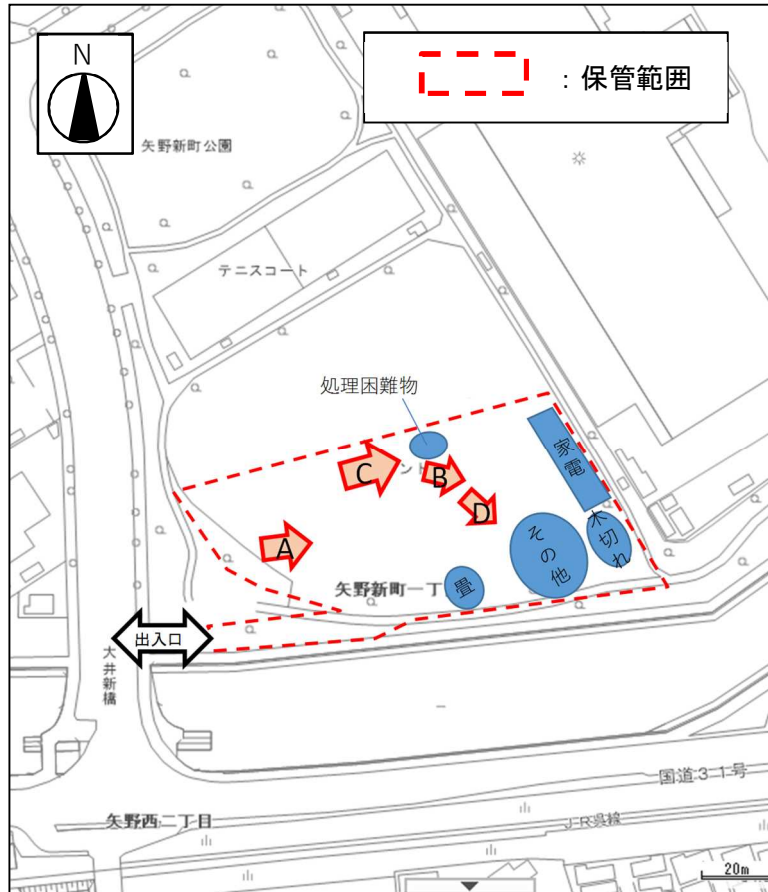 N
：保管範囲
矢野新町公園
テニスコート
処理困難物
家電
C
ント
B
D
木切れ
その他
A
畳
矢野新町一丁
出入口
大井新橋
国道31号
矢野西二丁目
JR呉線
20m